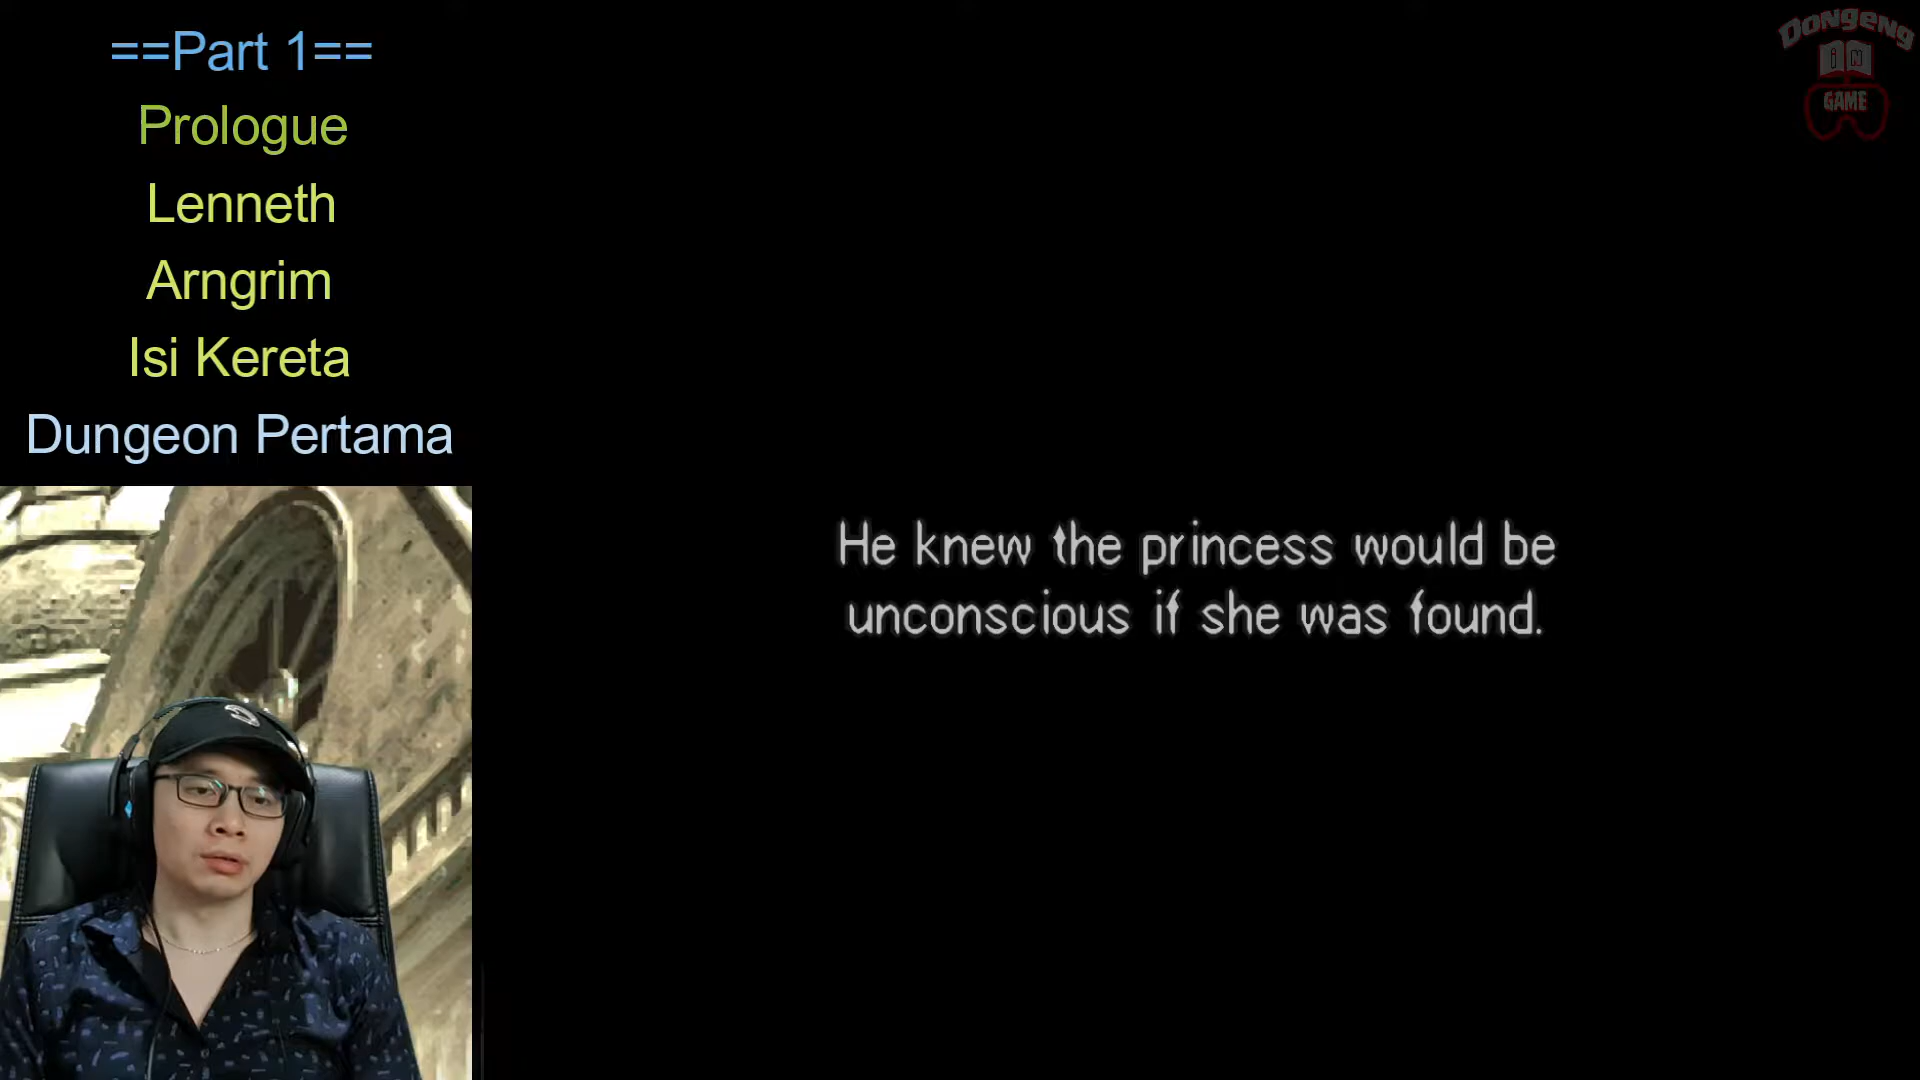 ==Part 1==
Prologue
Lenneth
Arngrim
Isi Kereta
Dungeon Pertama
DONGENG
iN
GAME
He knew the princess would be
unconscious if she was found.